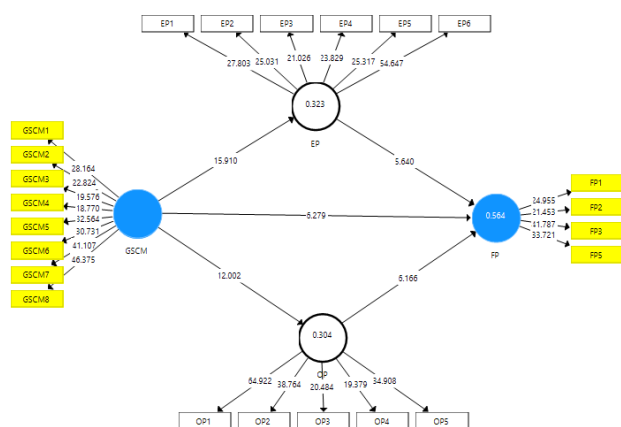 EP1 EP2 EP3 EP4 EP5 EP6
27.803 25.031 21.026 23.829 25.317 54.647
0.323
EP
GSCM1
GSCM2
GSCM3
GSCM4
GSCM5
GSCM6
GSCM7
GSCM8
28.164
22.824
19.576
18.770
32.564
30.731
41.107
46.375
GSCM
15.910
5.640
6.279
12.002
6.166
0.564
FP
24.955
21.453
41.787
33.721
FP1
FP2
FP3
FP5
0.304
OP
64.922 38.764 20.484 19.379 34.908
OP1 OP2 OP3 OP4 OP5